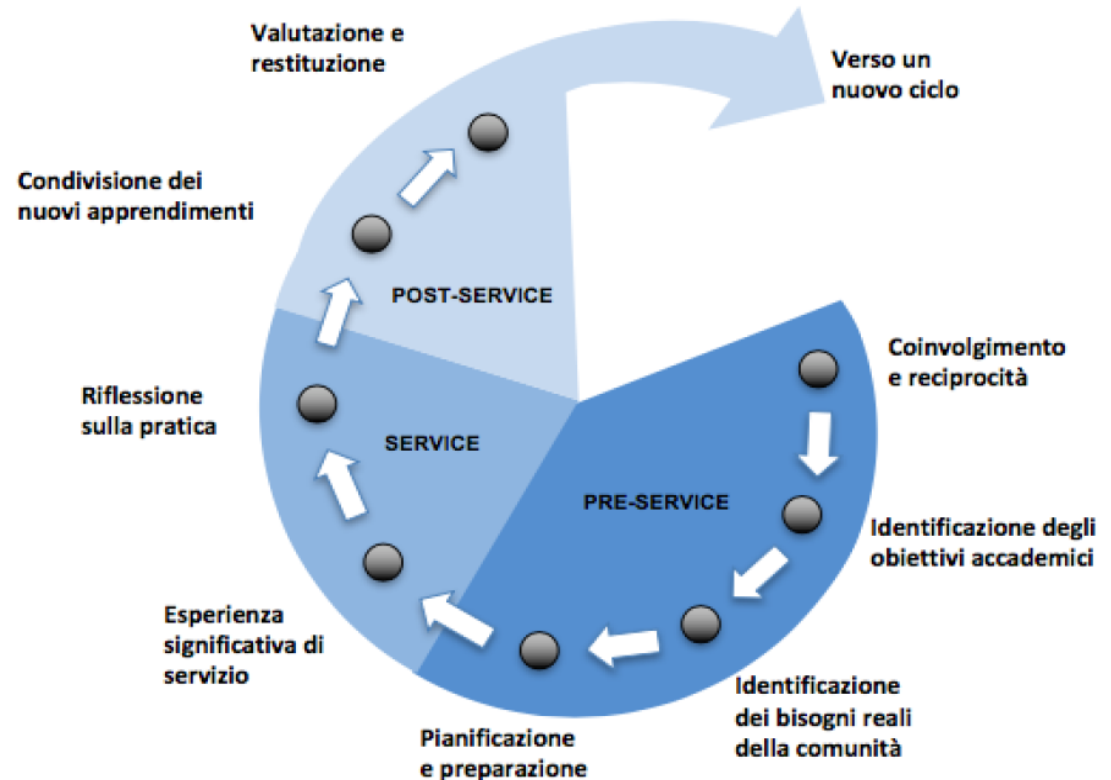 Valutazione e
restituzione
Verso un
nuovo ciclo
Condivisione dei
nuovi apprendimenti
POST-SERVICE
Coinvolgimento
e reciprocità
Riflessione
sulla pratica
SERVICE
PRE-SERVICE
Identificazione degli
obiettivi accademici
Esperienza
significativa di
servizio
Identificazione
dei bisogni reali
della comunità
Pianificazione
e preparazione